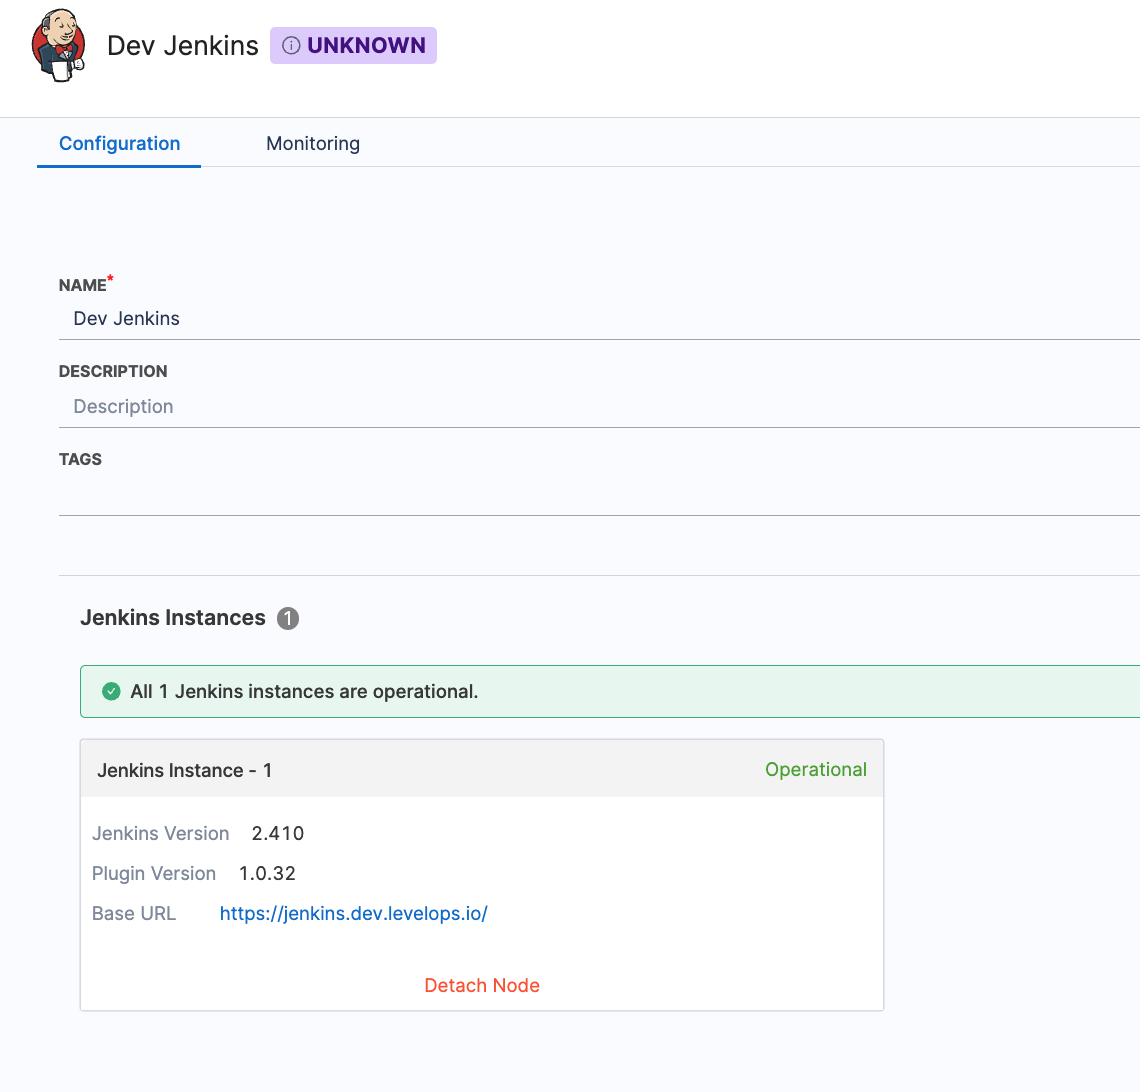 Dev Jenkins UNKNOWN
Configuration Monitoring
NAME*
Dev Jenkins
DESCRIPTION
Description
TAGS
Jenkins Instances 1
All 1 Jenkins instances are operational.
Jenkins Instance - 1 Operational
Jenkins Version 2.410
Plugin Version 1.0.32
Base URL https://jenkins.dev.levelops.io/
Detach Node